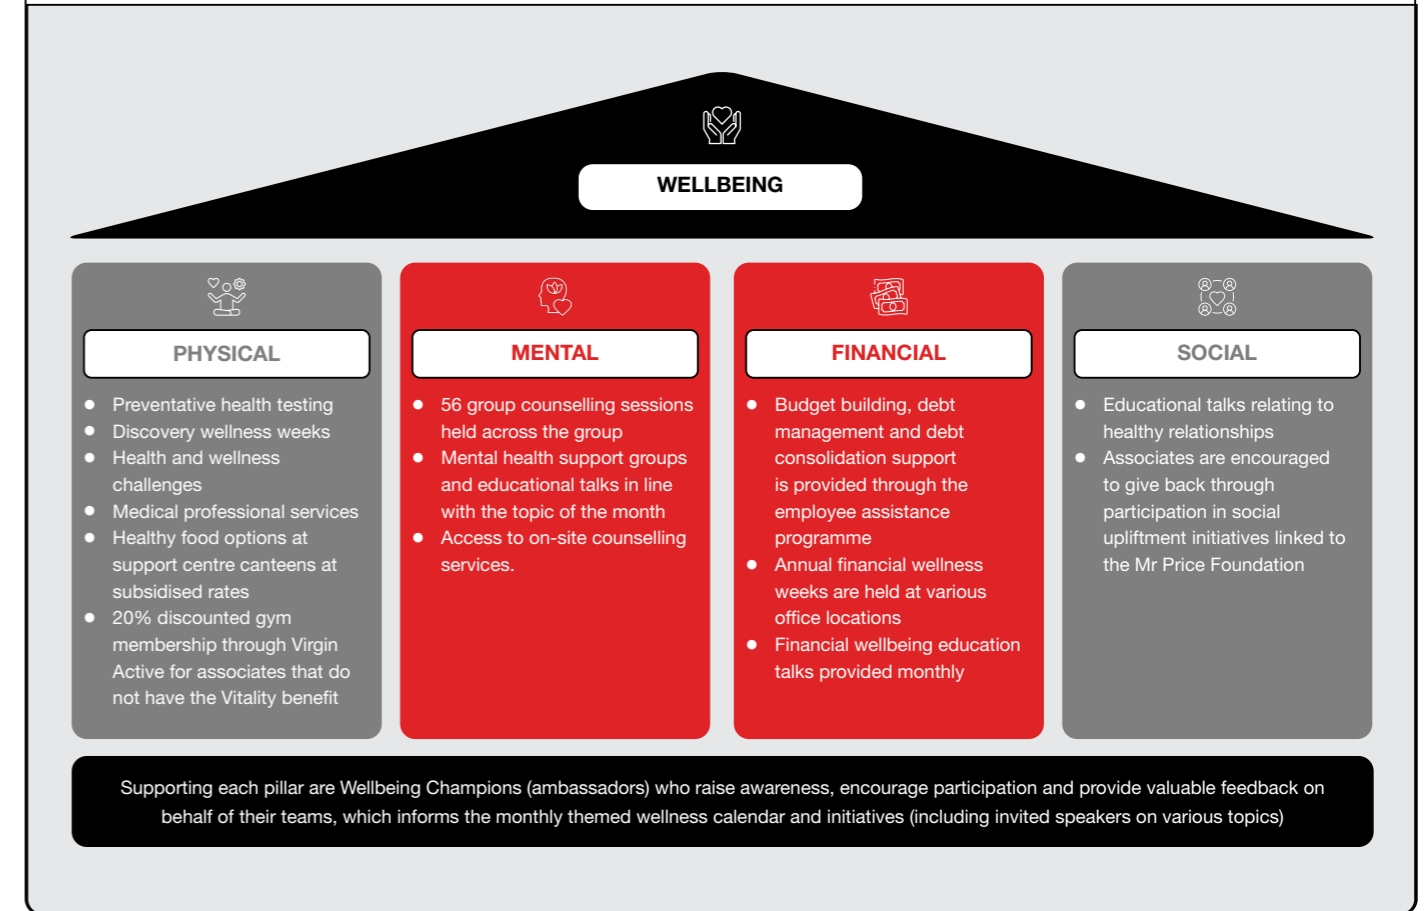 WELLBEING
PHYSICAL
● Preventative health testing
● Discovery wellness weeks
● Health and wellness
challenges
● Medical professional services
● Healthy food options at
support centre canteens at
subsidised rates
● 20% discounted gym
membership through Virgin
Active for associates that do
not have the Vitality benefit
MENTAL
● 56 group counselling sessions
held across the group
● Mental health support groups
and educational talks in line
with the topic of the month
● Access to on-site counselling
services.
FINANCIAL
● Budget building, debt
management and debt
consolidation support
is provided through the
employee assistance
programme
● Annual financial wellness
weeks are held at various
office locations
● Financial wellbeing education
talks provided monthly
SOCIAL
● Educational talks relating to
healthy relationships
● Associates are encouraged
to give back through
participation in social
upliftment initiatives linked to
the Mr Price Foundation
Supporting each pillar are Wellbeing Champions (ambassadors) who raise awareness, encourage participation and provide valuable feedback on
behalf of their teams, which informs the monthly themed wellness calendar and initiatives (including invited speakers on various topics)